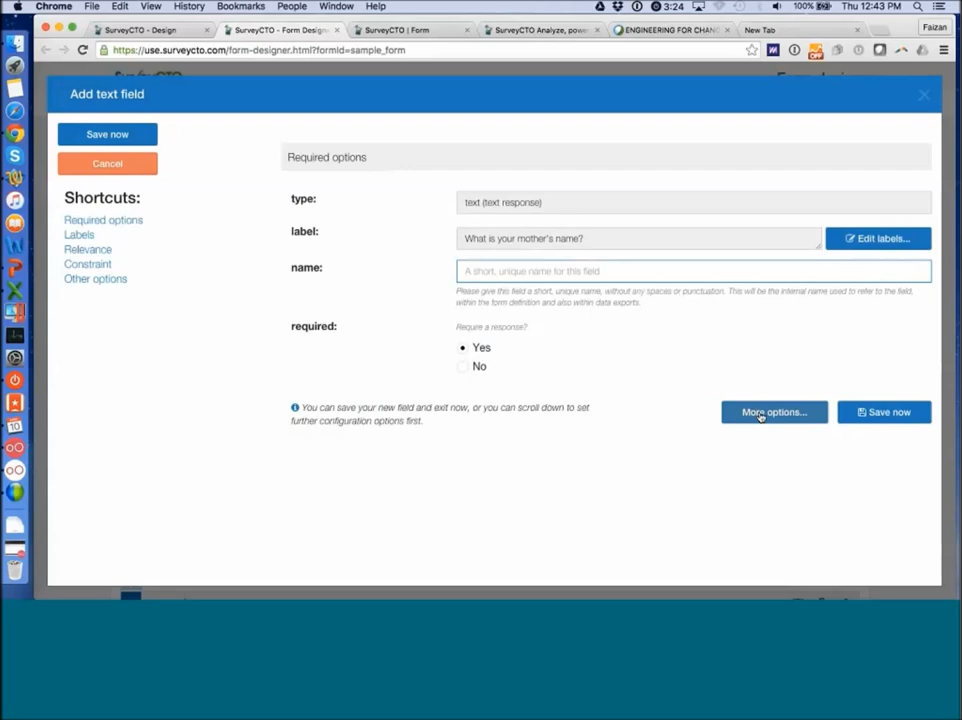 Chrome File Edit View History Bookmarks People Window Help 3:24 100% Thu 12:43 PM
SurveyCTO - Design SurveyCTO - Form Design SurveyCTO | Form SurveyCTO Analyze, powe ENGINEERING FOR CHANG New Tab Faizan
https://use.surveycto.com/form-designer.html?formId=sample_form
Add text field
Save now
Cancel
Shortcuts:
Required options
Labels
Relevance
Constraint
Other options
Required options
type:
text (text response)
label:
What is your mother's name?
Edit labels...
name:
A short, unique name for this field
Please give this field a short, unique name, without any spaces or punctuation. This will be the internal name used to refer to the field,
within the form definition and also within data exports.
required:
Require a response?
Yes
No
You can save your new field and exit now, or you can scroll down to set
further configuration options first.
More options...
Save now